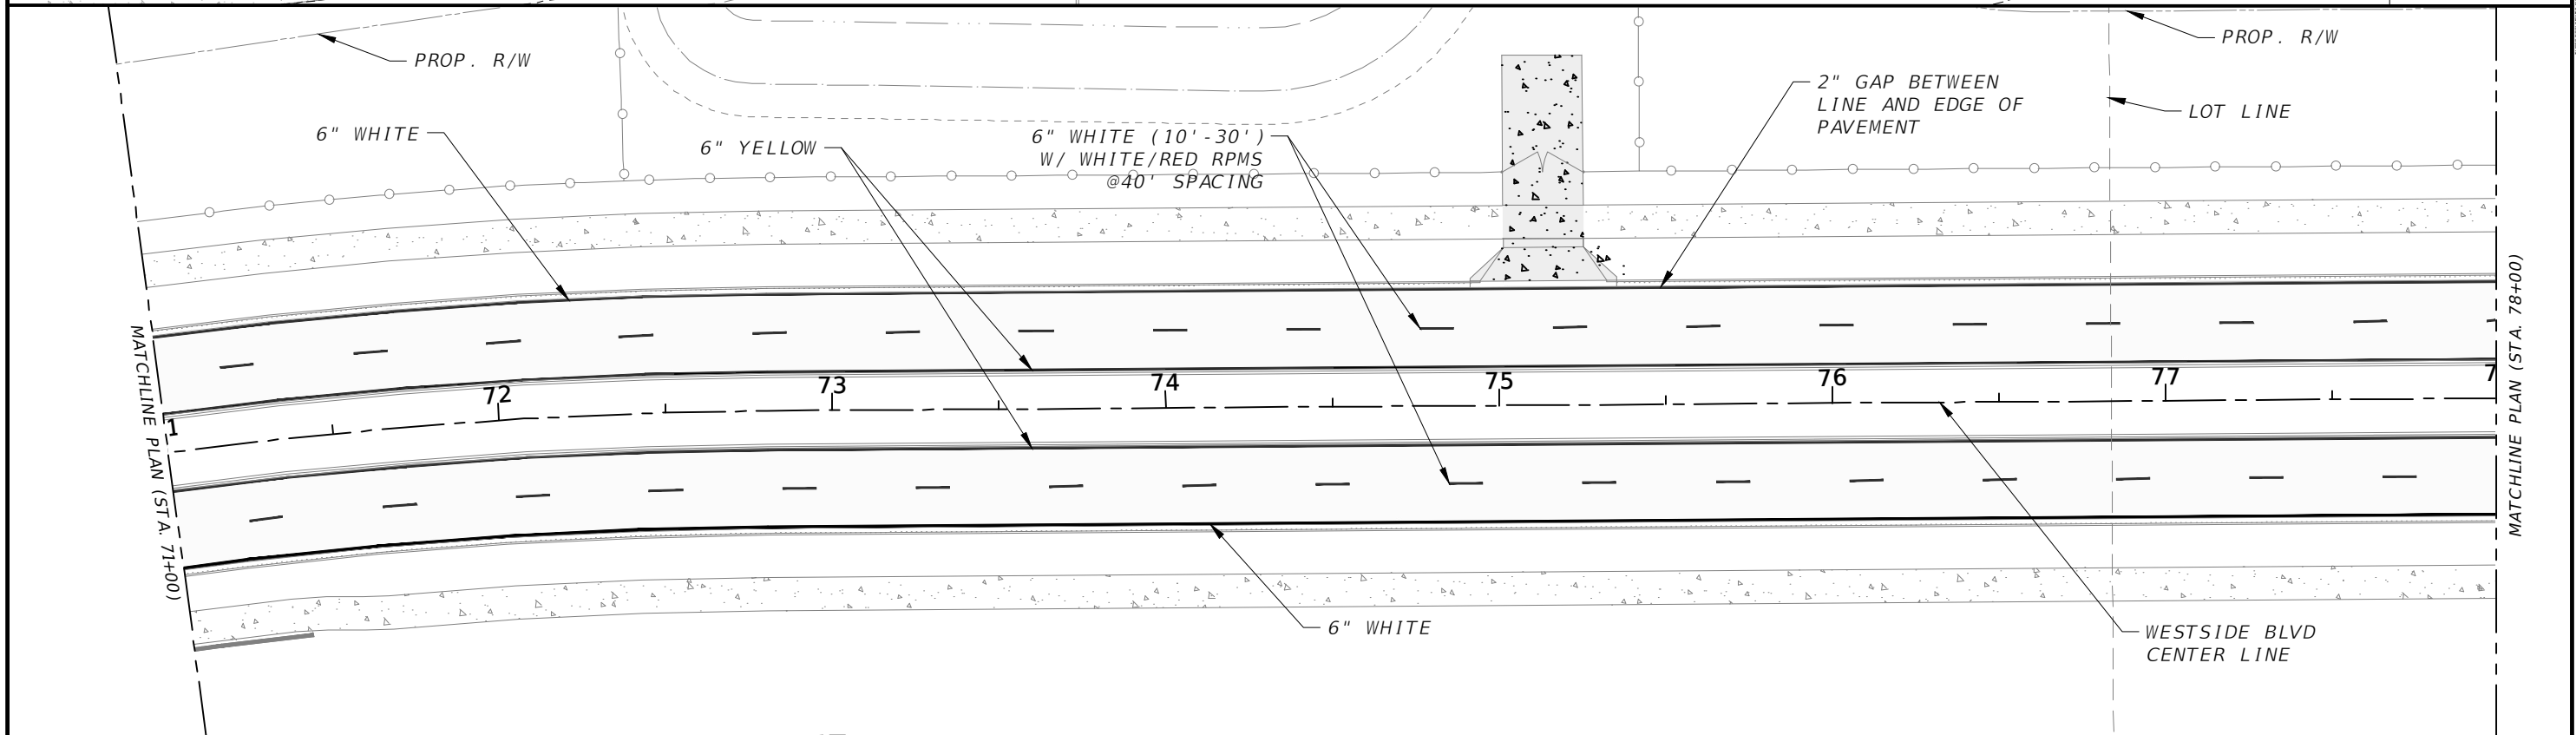 PROP. R/W
PROP. R/W
6" WHITE
6" YELLOW
6" WHITE (10'-30')
W/ WHITE/RED RPMS
@40' SPACING
2" GAP BETWEEN
LINE AND EDGE OF
PAVEMENT
LOT LINE
MATCHLINE PLAN (STA. 71+00)
1
72
73
74
75
76
77
7
MATCHLINE PLAN (STA. 78+00)
6" WHITE
WESTSIDE BLVD
CENTER LINE